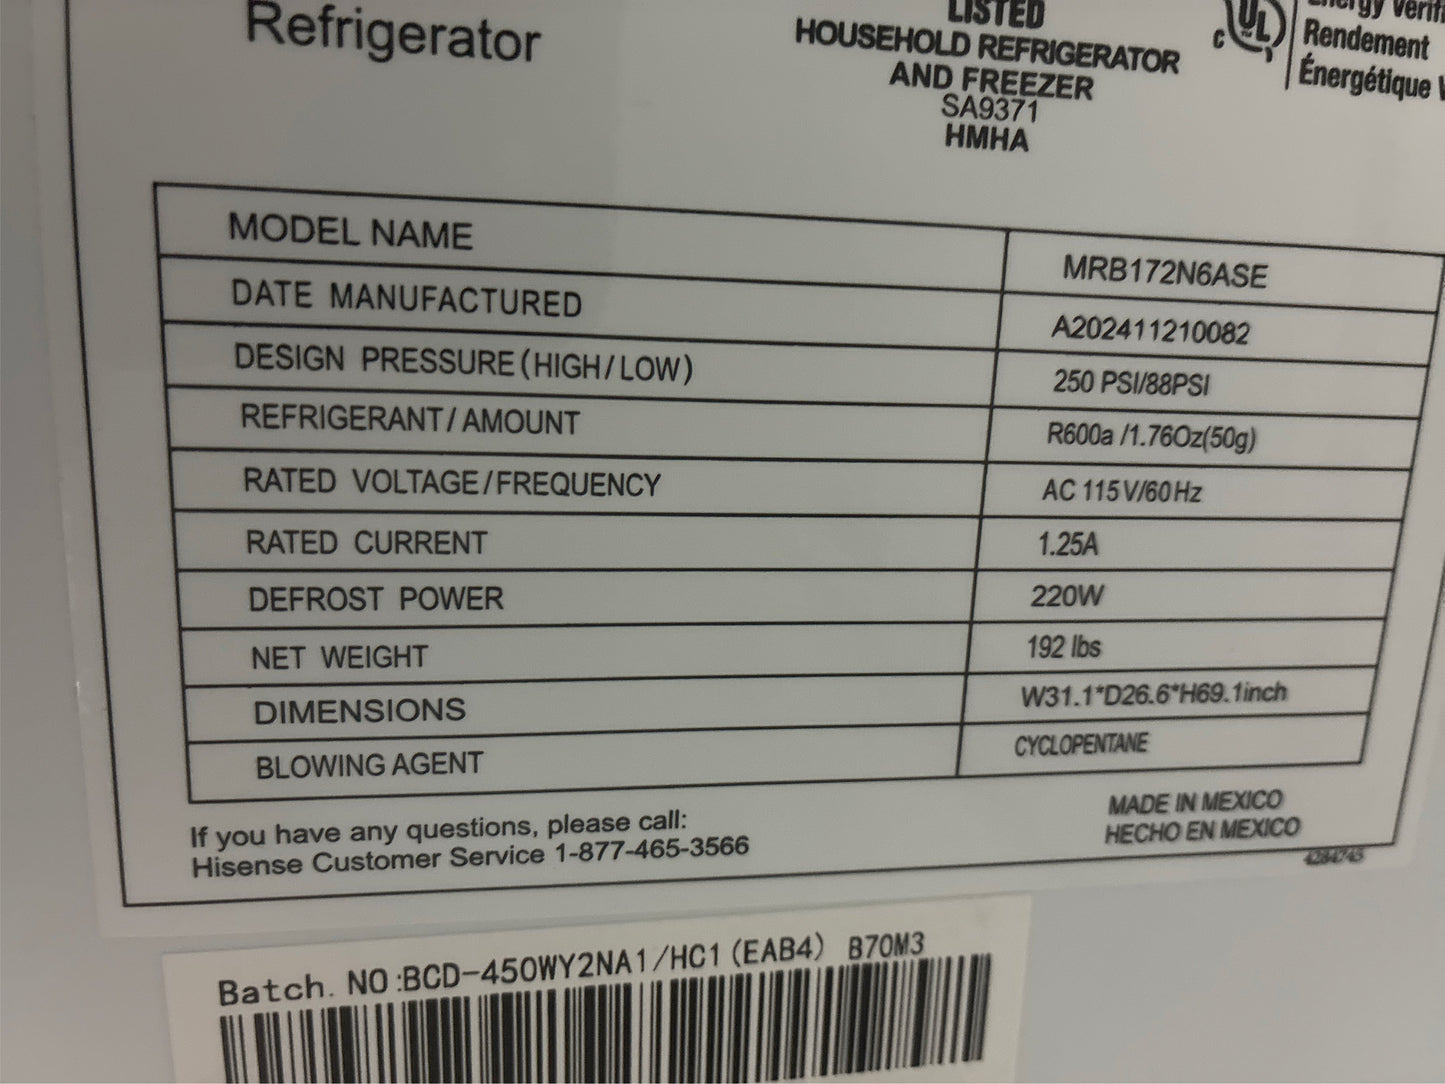 Refrigerator
LISTED
HOUSEHOLD REFRIGERATOR
AND FREEZER
SA9371
HMHA
c UL
Energy Verifi
Rendement
Énergétique V
MODEL NAME MRB172N6ASE
DATE MANUFACTURED A202411210082
DESIGN PRESSURE(HIGH/LOW) 250 PSI/88PSI
REFRIGERANT/AMOUNT R600a /1.76Oz(50g)
RATED VOLTAGE/FREQUENCY AC 115V/60Hz
RATED CURRENT 1.25A
DEFROST POWER 220W
NET WEIGHT 192 lbs
DIMENSIONS W31.1*D26.6*H69.1inch
BLOWING AGENT CYCLOPENTANE
If you have any questions, please call:
Hisense Customer Service 1-877-465-3566
MADE IN MEXICO
HECHO EN MEXICO
Batch. NO:BCD-450WY2NA1/HC1(EAB4) B70M3